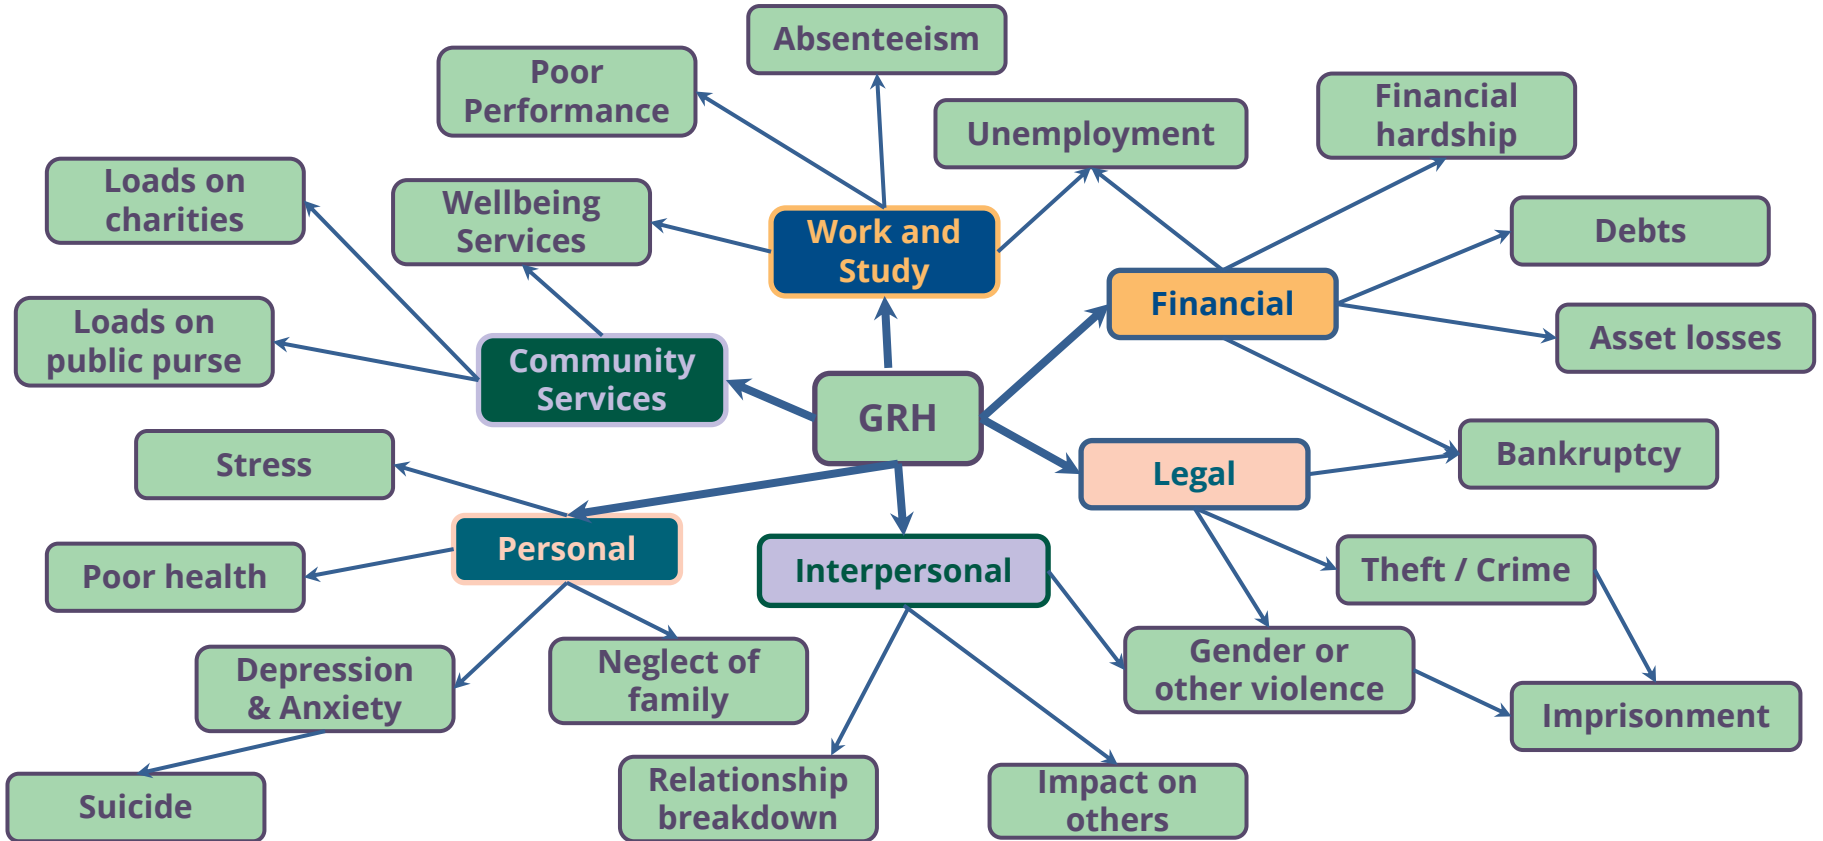 Absenteeism
Poor
Performance
Financial
hardship
Unemployment
Loads on
charities
Wellbeing
Services
Work and
Study
Debts
Financial
Loads on
public purse
Asset losses
Community
Services
GRH
Stress
Legal
Bankruptcy
Personal
Interpersonal
Poor health
Theft / Crime
Depression
& Anxiety
Neglect of
family
Gender or
other violence
Imprisonment
Suicide
Relationship
breakdown
Impact on
others